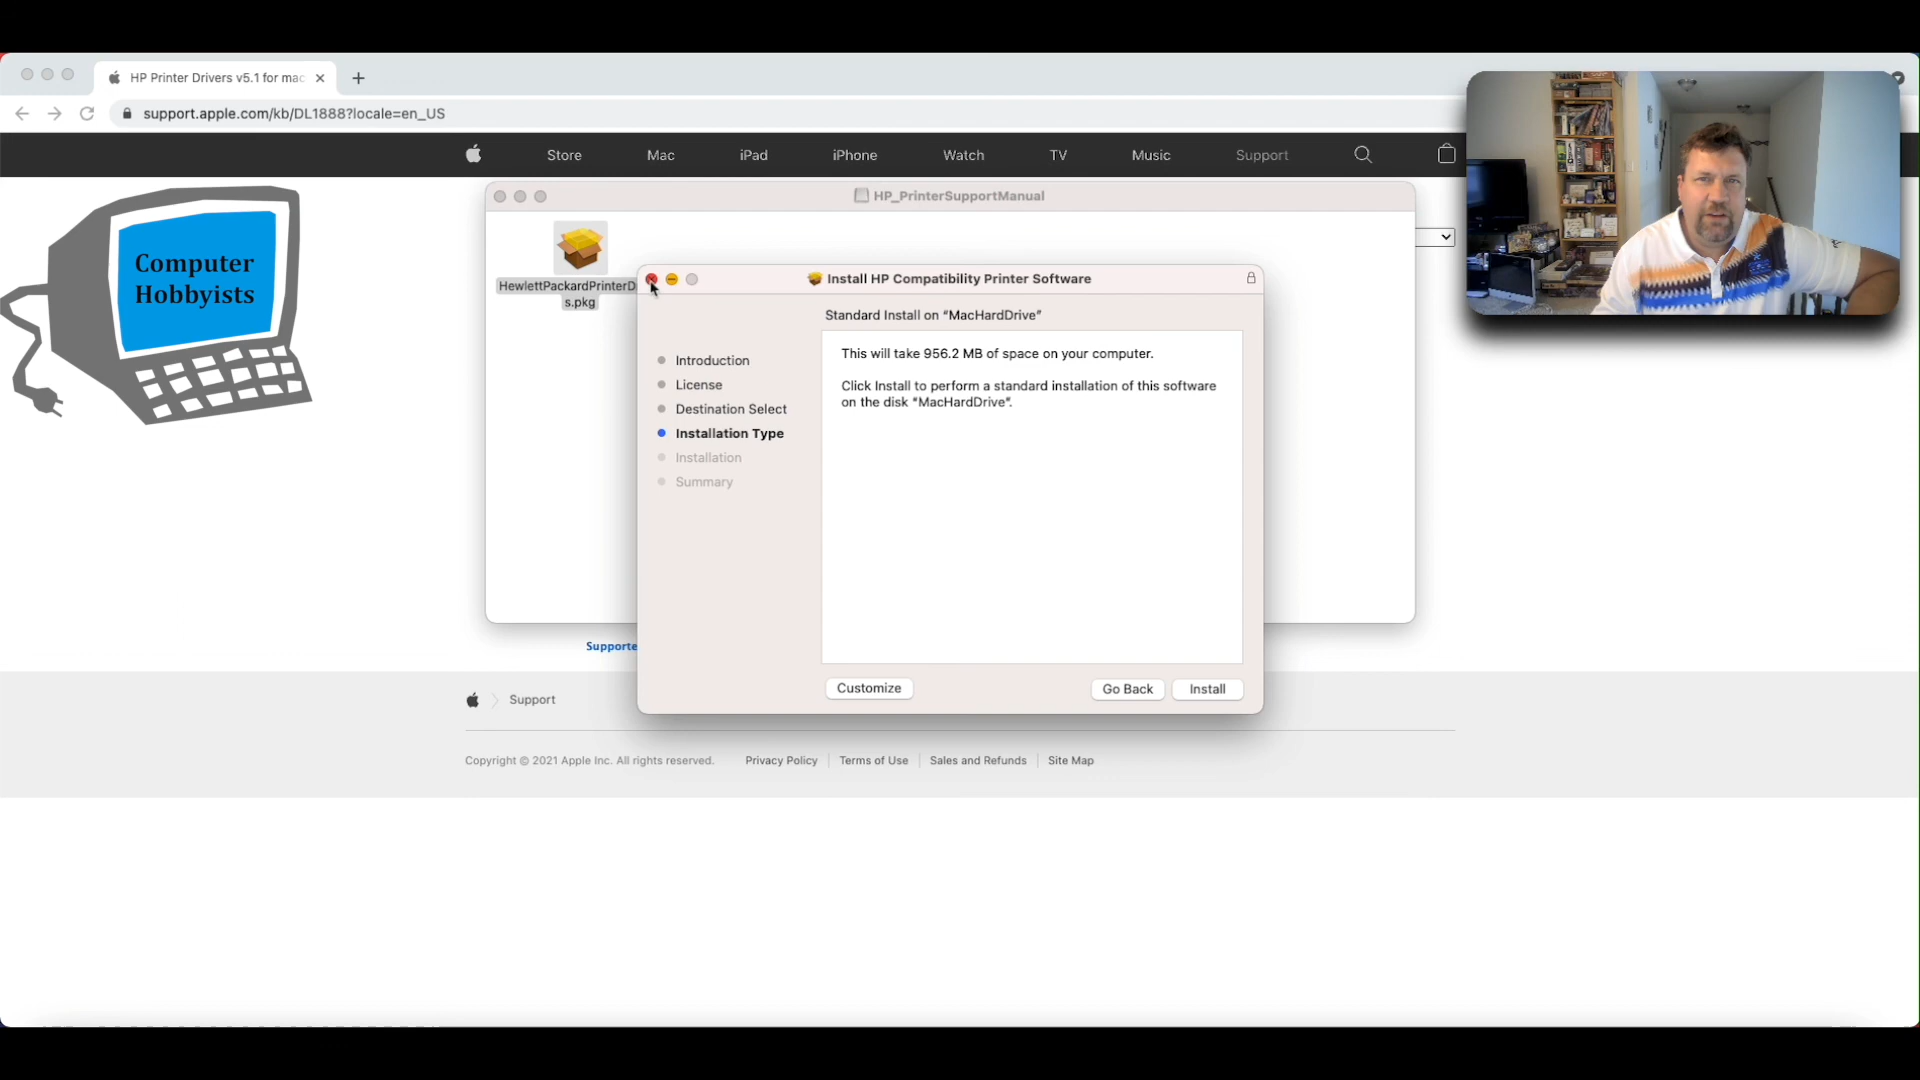 HP Printer Drivers v5.1 for mac
support.apple.com/kb/DL1888?locale=en_US
Store Mac iPad iPhone Watch TV Music Support
Computer
Hobbyists
HP_PrinterSupportManual
HewlettPackardPrinterD
s.pkg
Install HP Compatibility Printer Software
Standard Install on “MacHardDrive”
Introduction
License
Destination Select
Installation Type
Installation
Summary
This will take 956.2 MB of space on your computer.
Click Install to perform a standard installation of this software
on the disk “MacHardDrive”.
Customize Go Back Install
Supporte
Support
Copyright © 2021 Apple Inc. All rights reserved. Privacy Policy Terms of Use Sales and Refunds Site Map